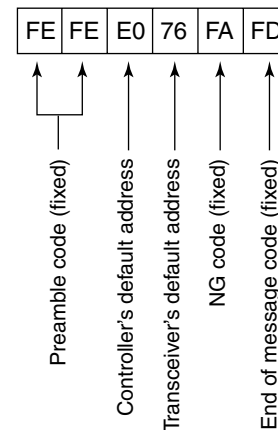 FE FE E0 76 FA FD
Preamble code (fixed)
Controller's default address
Transceiver's default address
NG code (fixed)
End of message code (fixed)